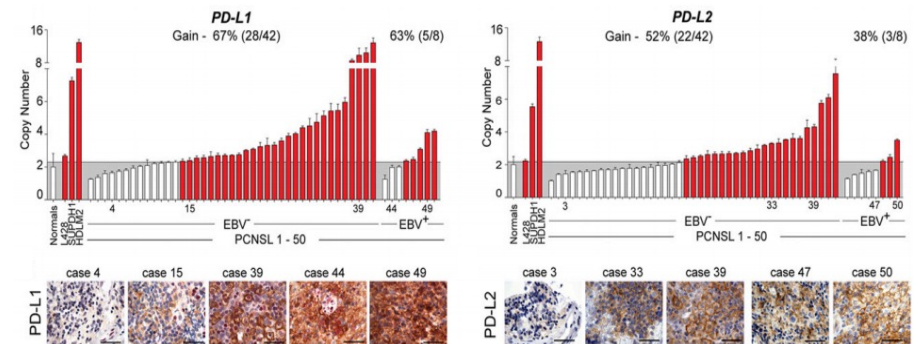 PD-L1
Gain - 67% (28/42) 63% (5/8)
Copy Number
16
8
6
4
2
0
Normals
L428
SUPDH1
HDLM2
4 15 39 44 49
EBV- EBV+
PCNSL 1 - 50
PD-L1
case 4 case 15 case 39 case 44 case 49
PD-L2
Gain - 52% (22/42) 38% (3/8)
Copy Number
16
8
6
4
2
0
Normals
L428
SUPDH1
HDLM2
3 33 39 47 50
EBV- EBV+
PCNSL 1 - 50
PD-L2
case 3 case 33 case 39 case 47 case 50